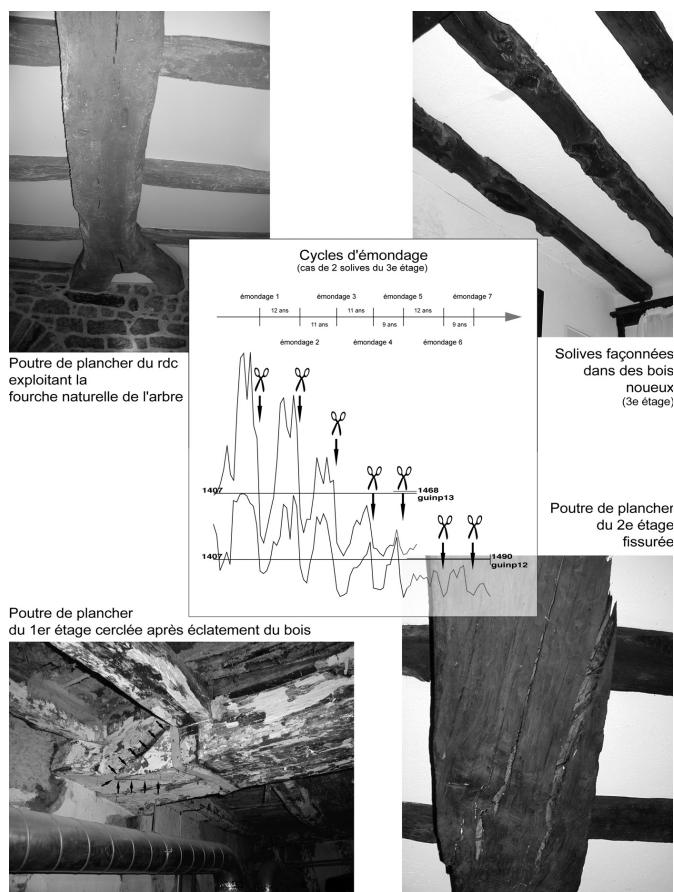 Poutre de plancher du rdc
exploitant la
fourche naturelle de l'arbre
Solives façonnées
dans des bois
noueux
(3e étage)
Cycles d'émondage
(cas de 2 solives du 3e étage)
émondage 1 émondage 3 émondage 5 émondage 7
12 ans 11 ans 12 ans
11 ans 9 ans 9 ans
émondage 2 émondage 4 émondage 6
1407 1468
guinp13
1407 1490
guinp12
Poutre de plancher
du 2e étage
fissurée
Poutre de plancher
du 1er étage cerclée après éclatement du bois